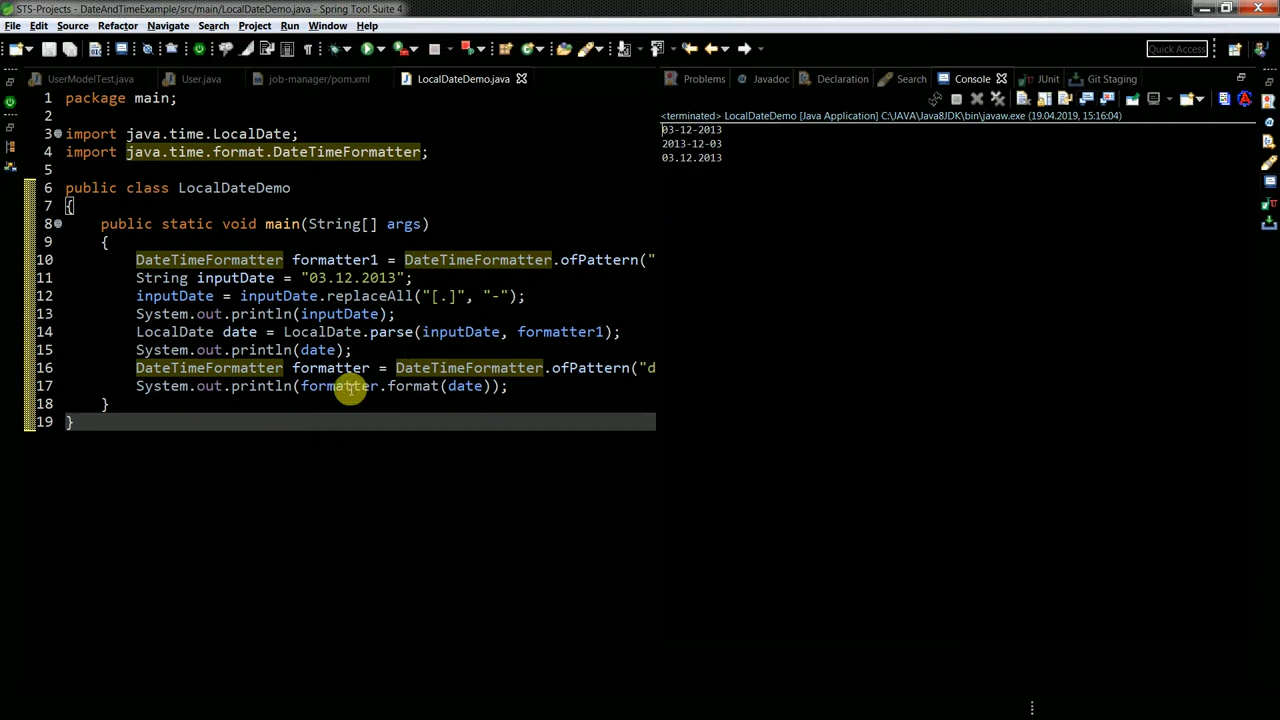 STS-Projects - DateAndTimeExample/src/main/LocalDateDemo.java - Spring Tool Suite 4
File Edit Source Refactor Navigate Search Project Run Window Help
Quick Access
UserModelTest.java User.java job-manager/pom.xml LocalDateDemo.java
Problems Javadoc Declaration Search Console JUnit Git Staging
<terminated> LocalDateDemo [Java Application] C:\JAVA\Java8JDK\bin\javaw.exe (19.04.2019, 15:16:04)
03-12-2013
2013-12-03
03.12.2013
1 package main;
2
3 import java.time.LocalDate;
4 import java.time.format.DateTimeFormatter;
5
6 public class LocalDateDemo
7 {
8 public static void main(String[] args)
9 {
10 DateTimeFormatter formatter1 = DateTimeFormatter.ofPattern("
11 String inputDate = "03.12.2013";
12 inputDate = inputDate.replaceAll("[.]", "-");
13 System.out.println(inputDate);
14 LocalDate date = LocalDate.parse(inputDate, formatter1);
15 System.out.println(date);
16 DateTimeFormatter formatter = DateTimeFormatter.ofPattern("d
17 System.out.println(formatter.format(date));
18 }
19 }